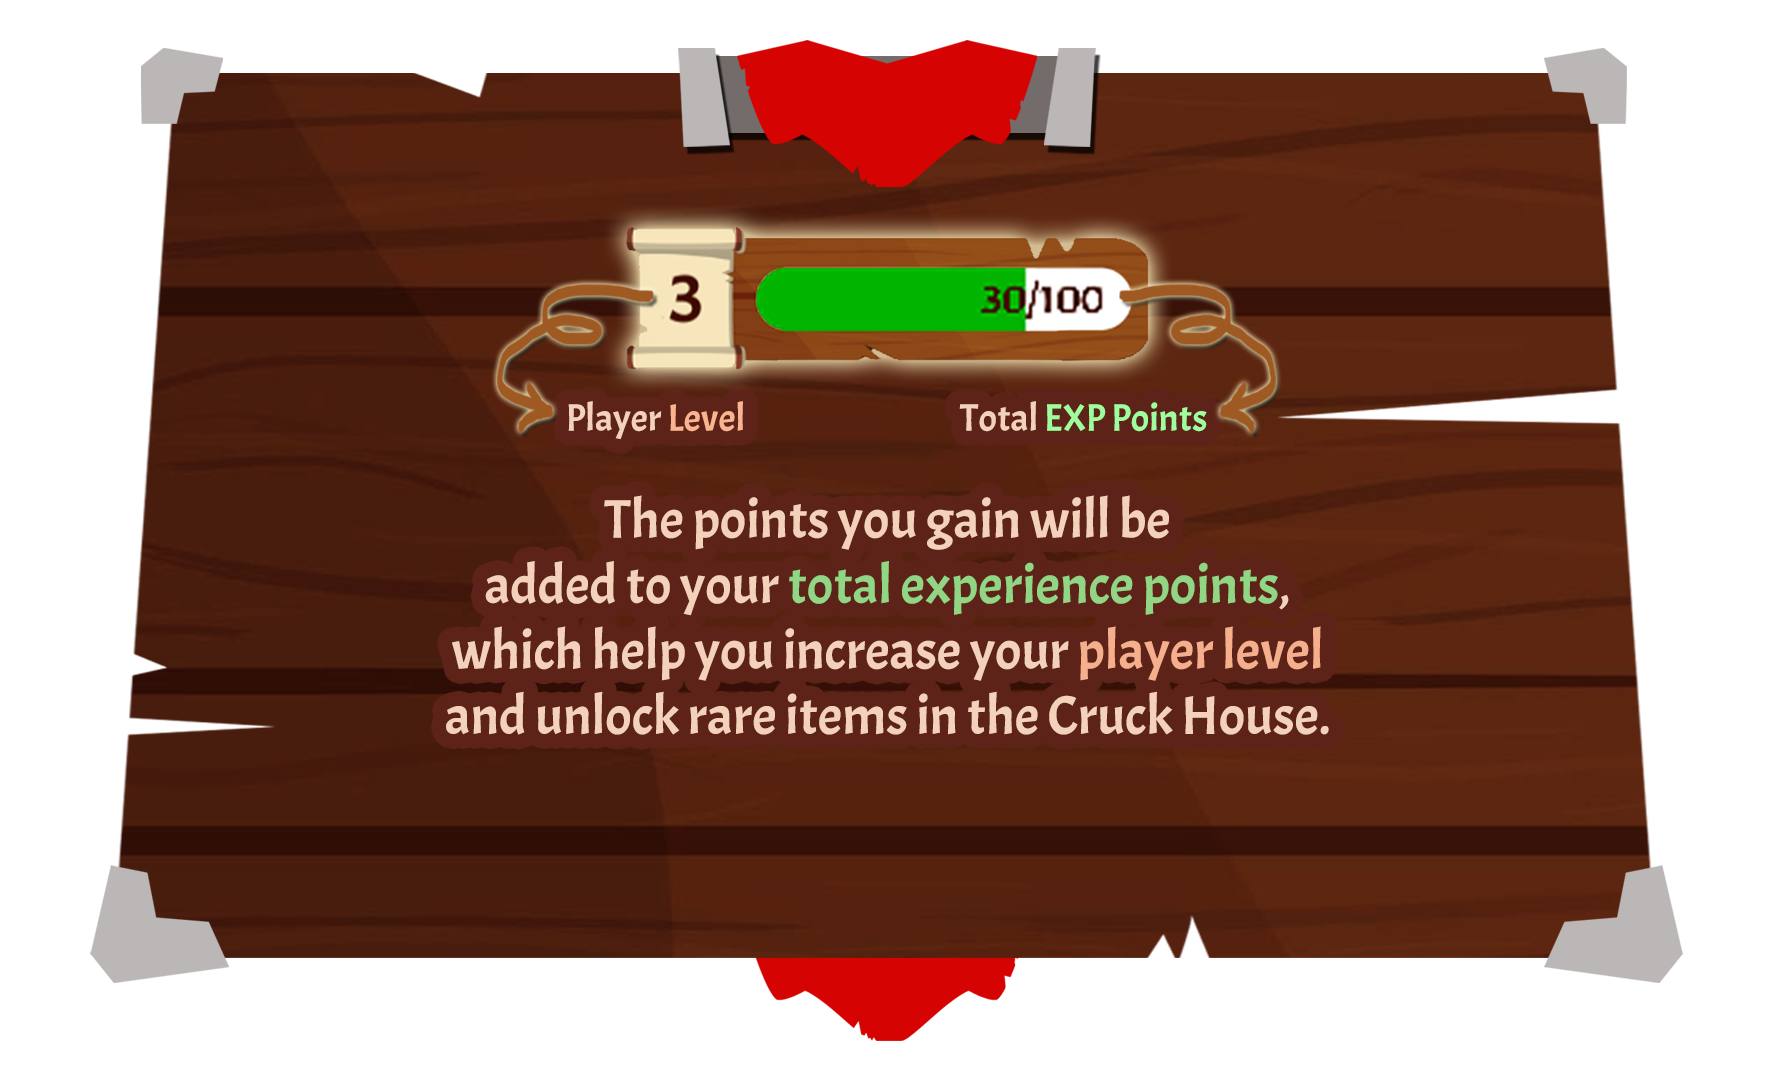 3
30/100
Player Level
Total EXP Points
The points you gain will be
added to your total experience points,
which help you increase your player level
and unlock rare items in the Cruck House.